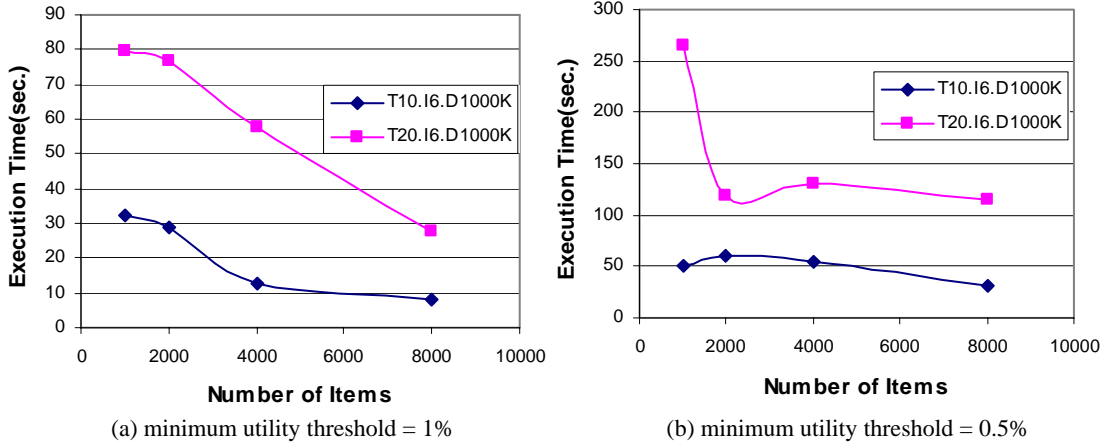 90
80
70
60
50
40
30
20
10
0
Execution Time(sec.)
T10.I6.D1000K
T20.I6.D1000K
0 2000 4000 6000 8000 10000
Number of Items
(a) minimum utility threshold = 1%
300
250
200
150
100
50
0
Execution Time(sec.)
T10.I6.D1000K
T20.I6.D1000K
0 2000 4000 6000 8000 10000
Number of Items
(b) minimum utility threshold = 0.5%